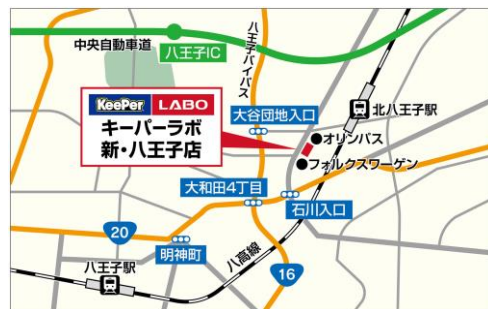 中央自動車道
八王子IC
八王子バイパス
KeePer LABO
キーパーラボ
新・八王子店
大谷団地入口
北八王子駅
オリンパス
フォルクスワーゲン
大和田4丁目
石川入口
20
明神町
八高線
16
八王子駅